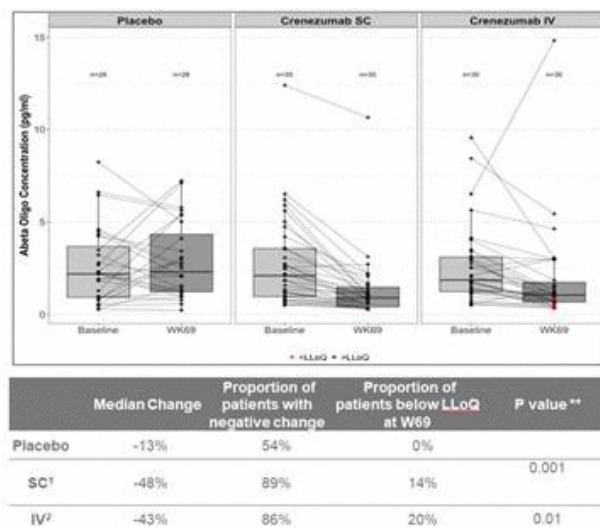 Placebo
Crenezumab SC
Crenezumab IV
15
10
5
0
Abeta Oligo Concentration (pg/ml)
Baseline WK69
Baseline WK69
Baseline WK69
<LLoQ >LLoQ
Median Change
Proportion of
patients with
negative change
Proportion of
patients below LLoQ
at W69
P value **
Placebo -13% 54% 0%
0.001
SC¹ -48% 89% 14%
IV² -43% 86% 20% 0.01